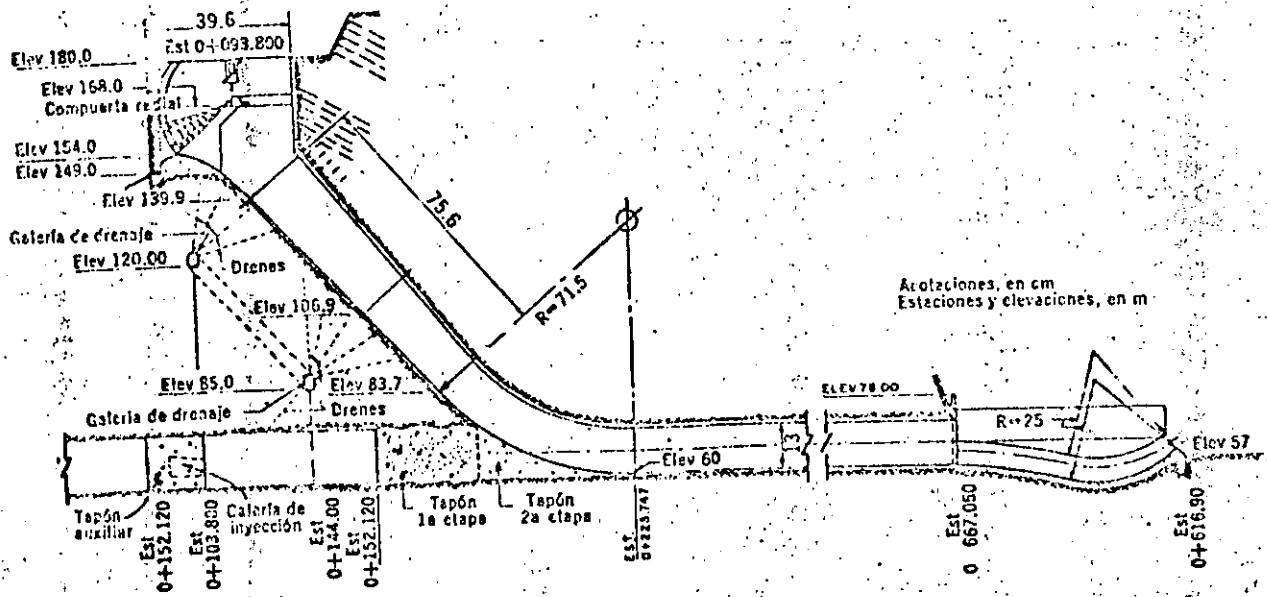 39.6
Est 0+093.800
Elev 180.0
Elev 168.0
Compuerta radial
Elev 154.0
Elev 149.0
Elev 139.9
Galería de drenaje
Elev 120.00
Drenes
75.6
R=71.5
Acotaciones, en cm
Estaciones y elevaciones, en m
Elev 106.9
Elev 85.0
Elev 83.7
Galería de drenaje
Drenes
ELEV 78.00
R=25
Elev 57
Elev 60
Tapón
auxiliar
Galería de
inyección
Tapón
1a etapa
Tapón
2a etapa
Est
0+152.120
Est
0+103.800
Est
0+144.00
Est
0+152.120
Est.
0+223.747
Est
0 667.050
Est
0+616.90